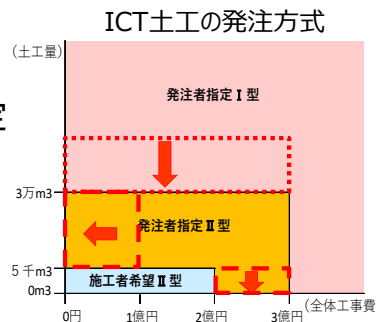 ICT土工の発注方式
(土工量)
定
発注者指定Ⅰ型
3万m3
発注者指定Ⅱ型
5千m3
施工者希望Ⅱ型
0m3
(全体工事費
0円
1億円
2億円
3億円